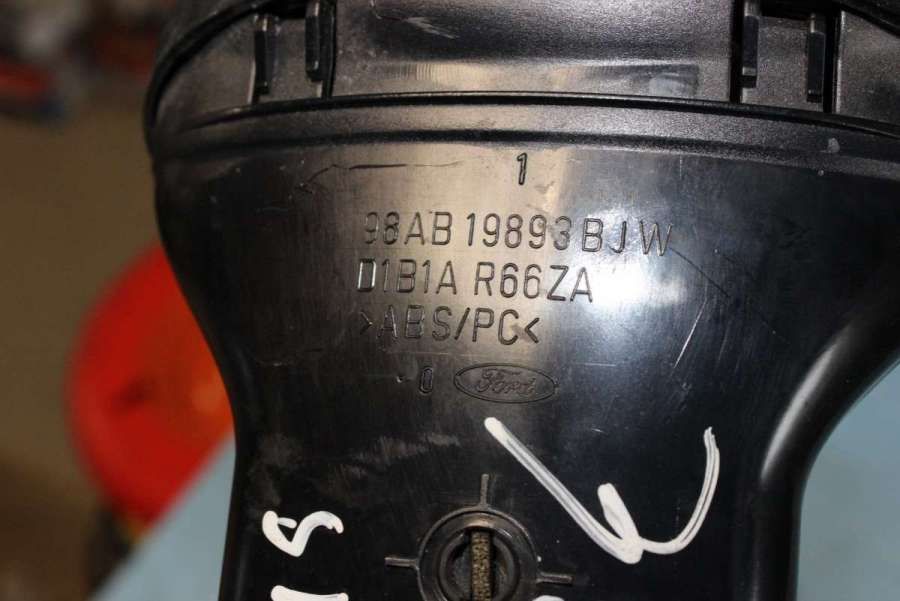 1
98AB 19893 BJW
D1B1A R66ZA
>ABS/PC<
0 Ford